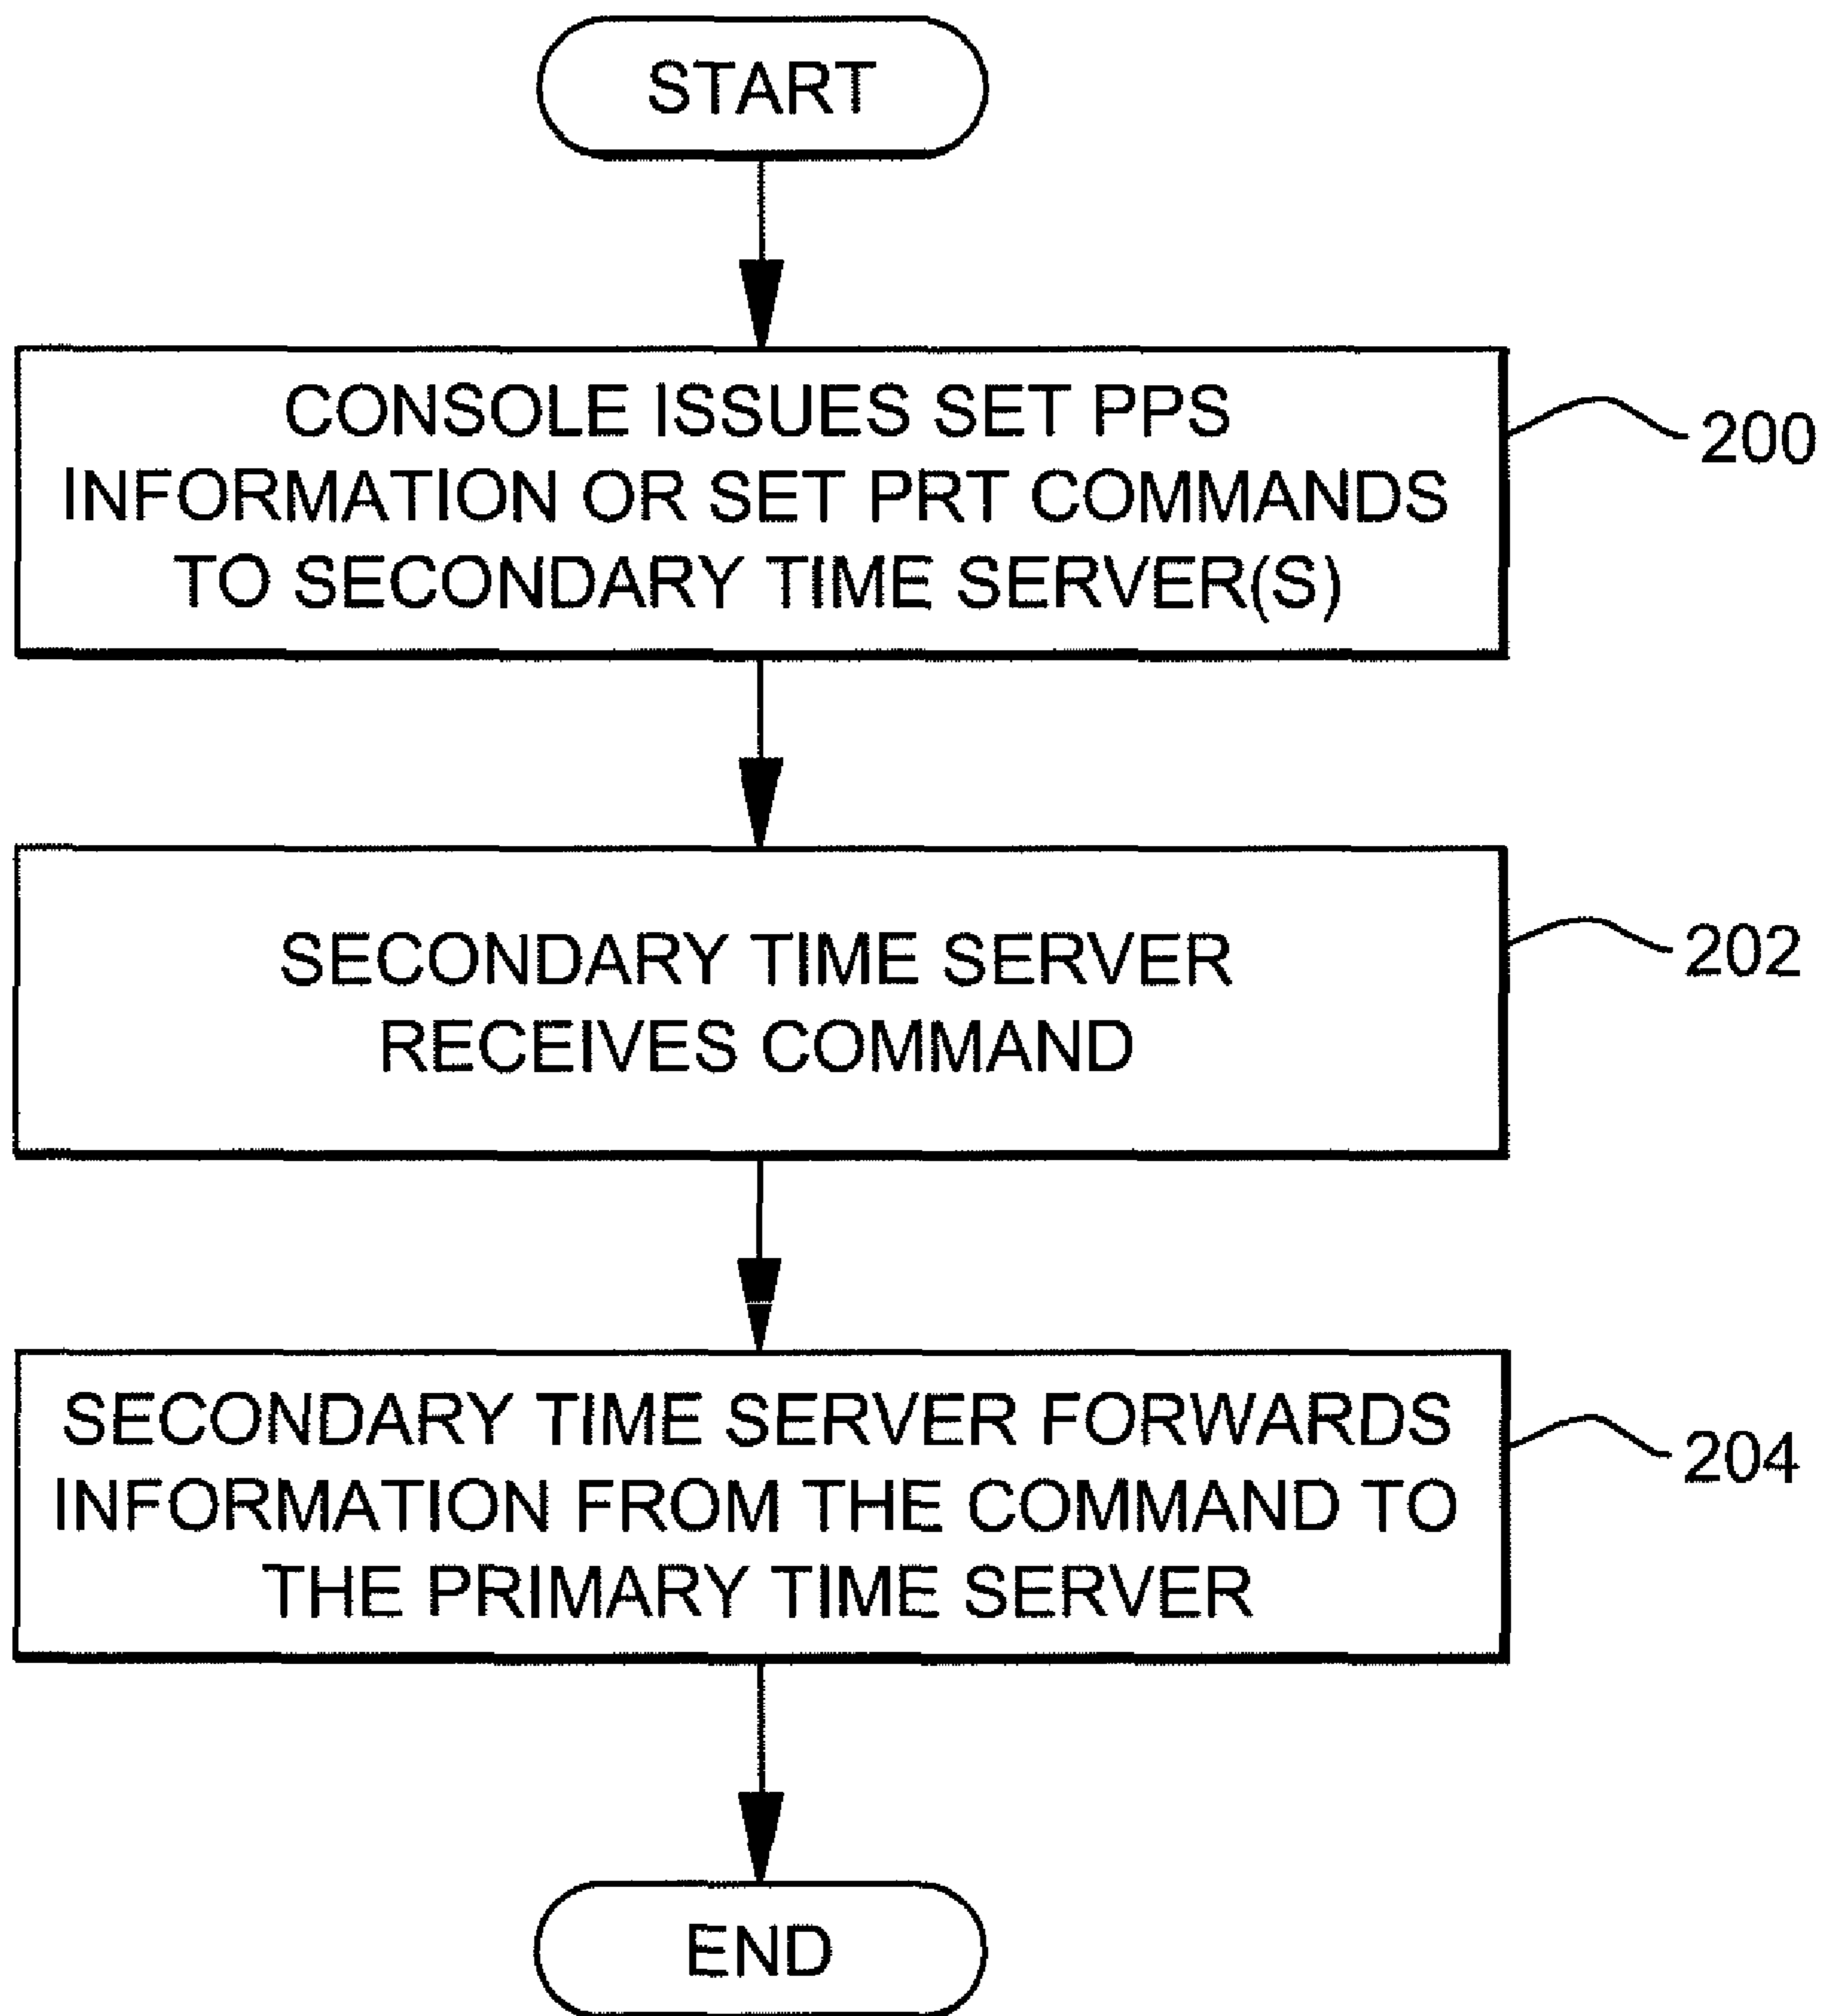 START
CONSOLE ISSUES SET PPS
INFORMATION OR SET PRT COMMANDS
TO SECONDARY TIME SERVER(S)
200
SECONDARY TIME SERVER
RECEIVES COMMAND
202
SECONDARY TIME SERVER FORWARDS
INFORMATION FROM THE COMMAND TO
THE PRIMARY TIME SERVER
204
END